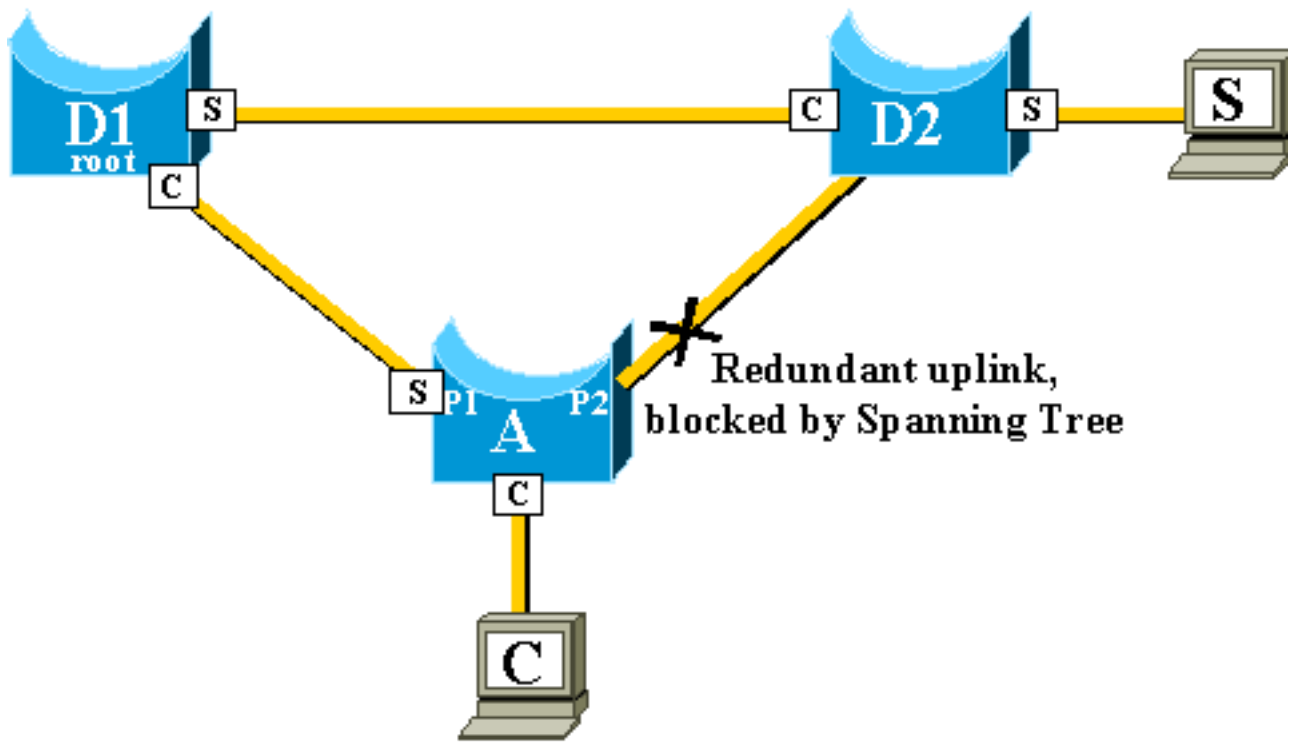 D1
root
S
C
C
D2
S
S
S
P1
P2
A
C
Redundant uplink,
blocked by Spanning Tree
C